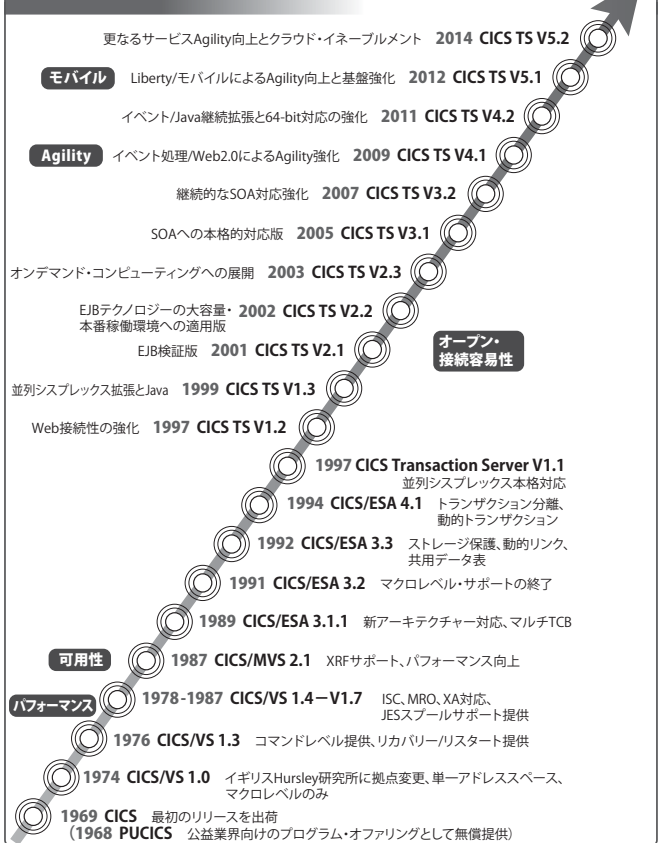 更なるサービスAgility向上とクラウド・イネーブルメント 2014 CICS TS V5.2
モバイル Liberty/モバイルによるAgility向上と基盤強化 2012 CICS TS V5.1
イベント/Java継続拡張と64-bit対応の強化 2011 CICS TS V4.2
Agility イベント処理/Web2.0によるAgility強化 2009 CICS TS V4.1
継続的なSOA対応強化 2007 CICS TS V3.2
SOAへの本格的対応版 2005 CICS TS V3.1
オンデマンド・コンピューティングへの展開 2003 CICS TS V2.3
EJBテクノロジーの大容量・ 2002 CICS TS V2.2
本番稼働環境への適用版
EJB検証版 2001 CICS TS V2.1
オープン・
接続容易性
並列シスプレックス拡張とJava 1999 CICS TS V1.3
Web接続性の強化 1997 CICS TS V1.2
1997 CICS Transaction Server V1.1
並列シスプレックス本格対応
1994 CICS/ESA 4.1 トランザクション分離、
動的トランザクション
1992 CICS/ESA 3.3 ストレージ保護、動的リンク、
共用データ表
1991 CICS/ESA 3.2 マクロレベル・サポートの終了
1989 CICS/ESA 3.1.1 新アーキテクチャー対応、マルチTCB
可用性 1987 CICS/MVS 2.1 XRFサポート、パフォーマンス向上
パフォーマンス 1978-1987 CICS/VS 1.4－V1.7 ISC、MRO、XA対応、
JESスプールサポート提供
1976 CICS/VS 1.3 コマンドレベル提供、リカバリー/リスタート提供
1974 CICS/VS 1.0 イギリスHursley研究所に拠点変更、単一アドレススペース、
マクロレベルのみ
1969 CICS 最初のリリースを出荷
（1968 PUCICS 公益業界向けのプログラム・オファリングとして無償提供）